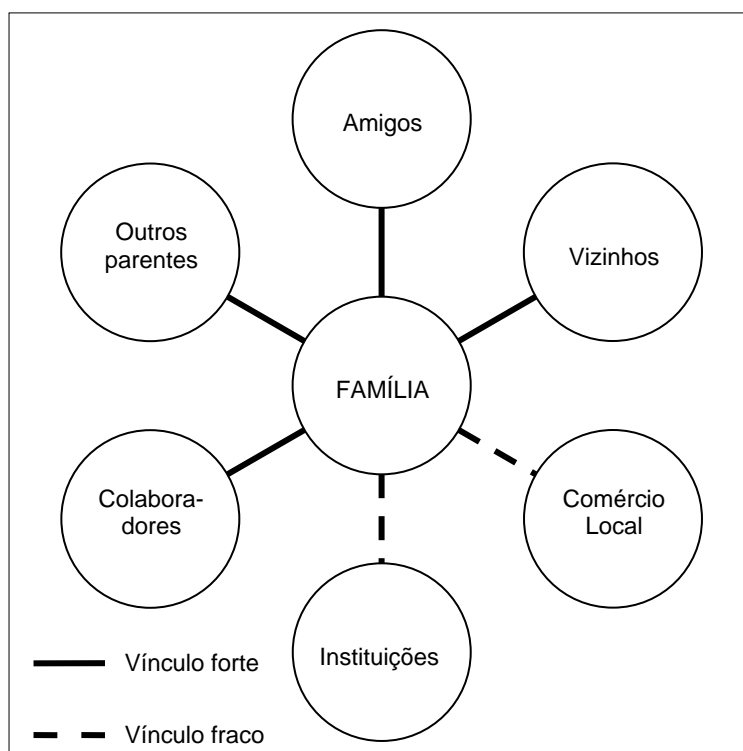 Amigos
Outros
parentes
Vizinhos
FAMÍLIA
Colabora-
dores
Comércio
Local
Instituições
Vínculo forte
Vínculo fraco